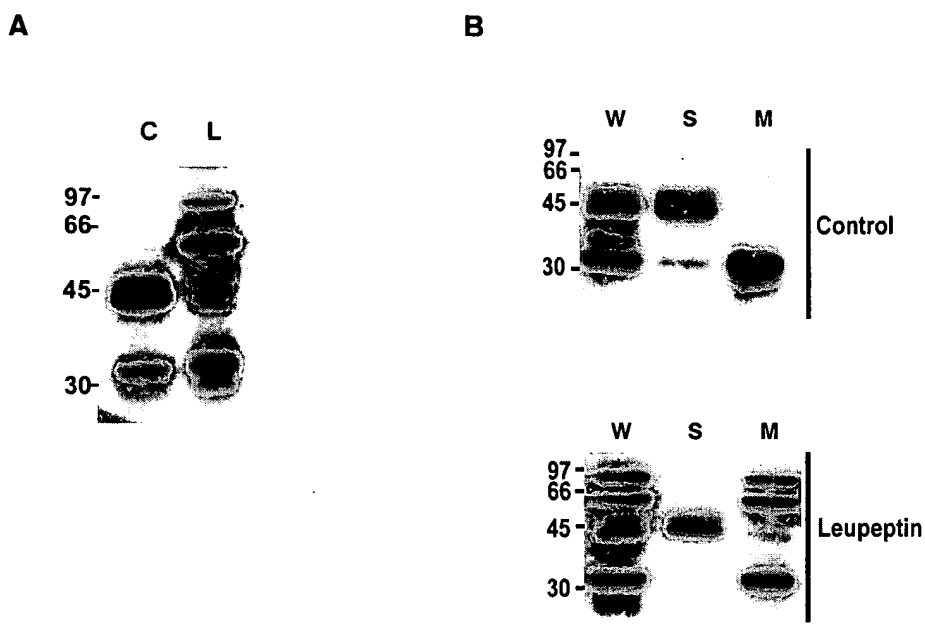 A
C L
97-
66-
45-
30-
B
W S M
97-
66-
45-
30-
Control
W S M
97-
66-
45-
30-
Leupeptin